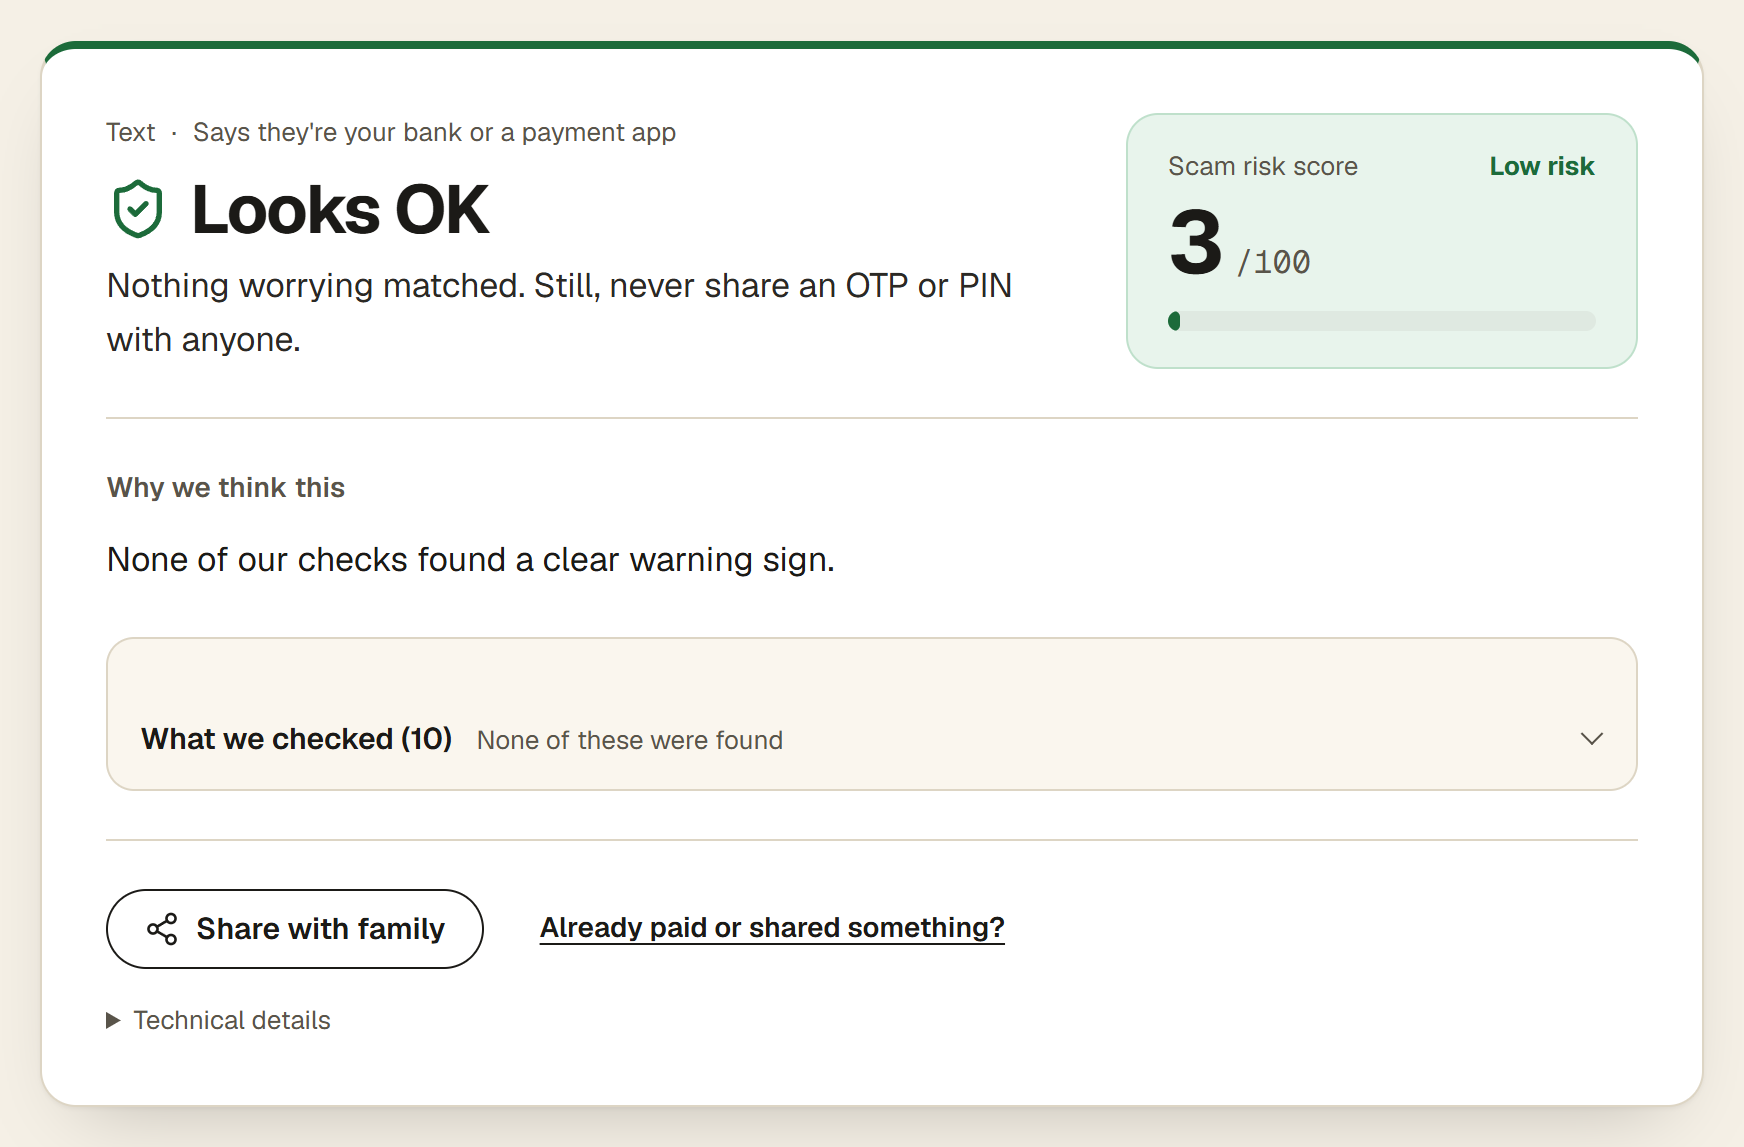 Text · Says they're your bank or a payment app
Looks OK
Nothing worrying matched. Still, never share an OTP or PIN
with anyone.
Scam risk score
Low risk
3 /100
Why we think this
None of our checks found a clear warning sign.
What we checked (10) None of these were found
Share with family
Already paid or shared something?
Technical details